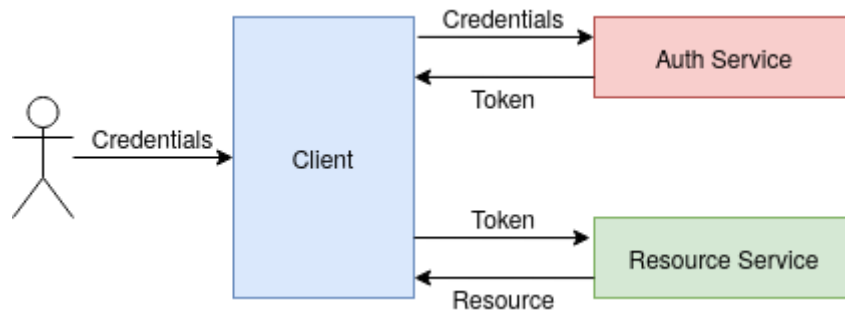 Credentials
Auth Service
Token
Credentials
Client
Token
Resource Service
Resource